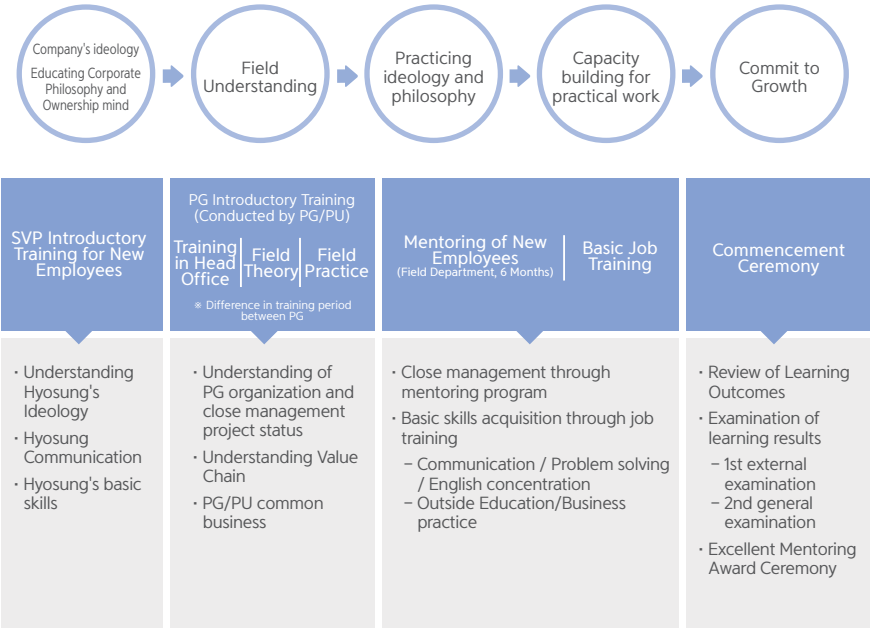 Company's ideology
Educating Corporate
Philosophy and
Ownership mind
Field
Understanding
Practicing
ideology and
philosophy
Capacity
building for
practical work
Commit to
Growth
SVP Introductory
Training for New
Employees
PG Introductory Training
(Conducted by PG/PU)
Training
in Head
Office
Field
Theory
Field
Practice
※ Difference in training period
between PG
Mentoring of New
Employees
(Field Department, 6 Months)
Basic Job
Training
Commencement
Ceremony
· Understanding
Hyosung's
Ideology
· Hyosung
Communication
· Hyosung's basic
skills
· Understanding of
PG organization and
close management
project status
· Understanding Value
Chain
· PG/PU common
business
· Close management through
mentoring program
· Basic skills acquisition through job
training
– Communication / Problem solving
/ English concentration
– Outside Education/Business
practice
· Review of Learning
Outcomes
· Examination of
learning results
– 1st external
examination
– 2nd general
examination
· Excellent Mentoring
Award Ceremony